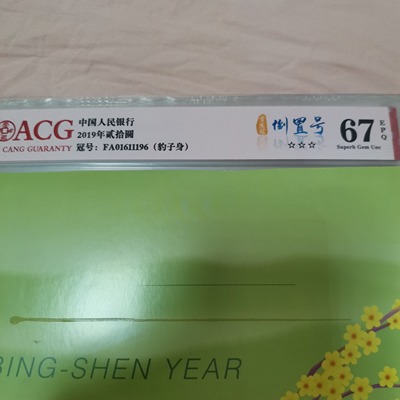 ACG
CANG GUARANTY
中国人民银行
2019年贰拾圆
冠号：FA01611196（豹子身）
倒置号
☆☆☆
67
EPQ
Superb Gem Unc
BING-SHEN YEAR